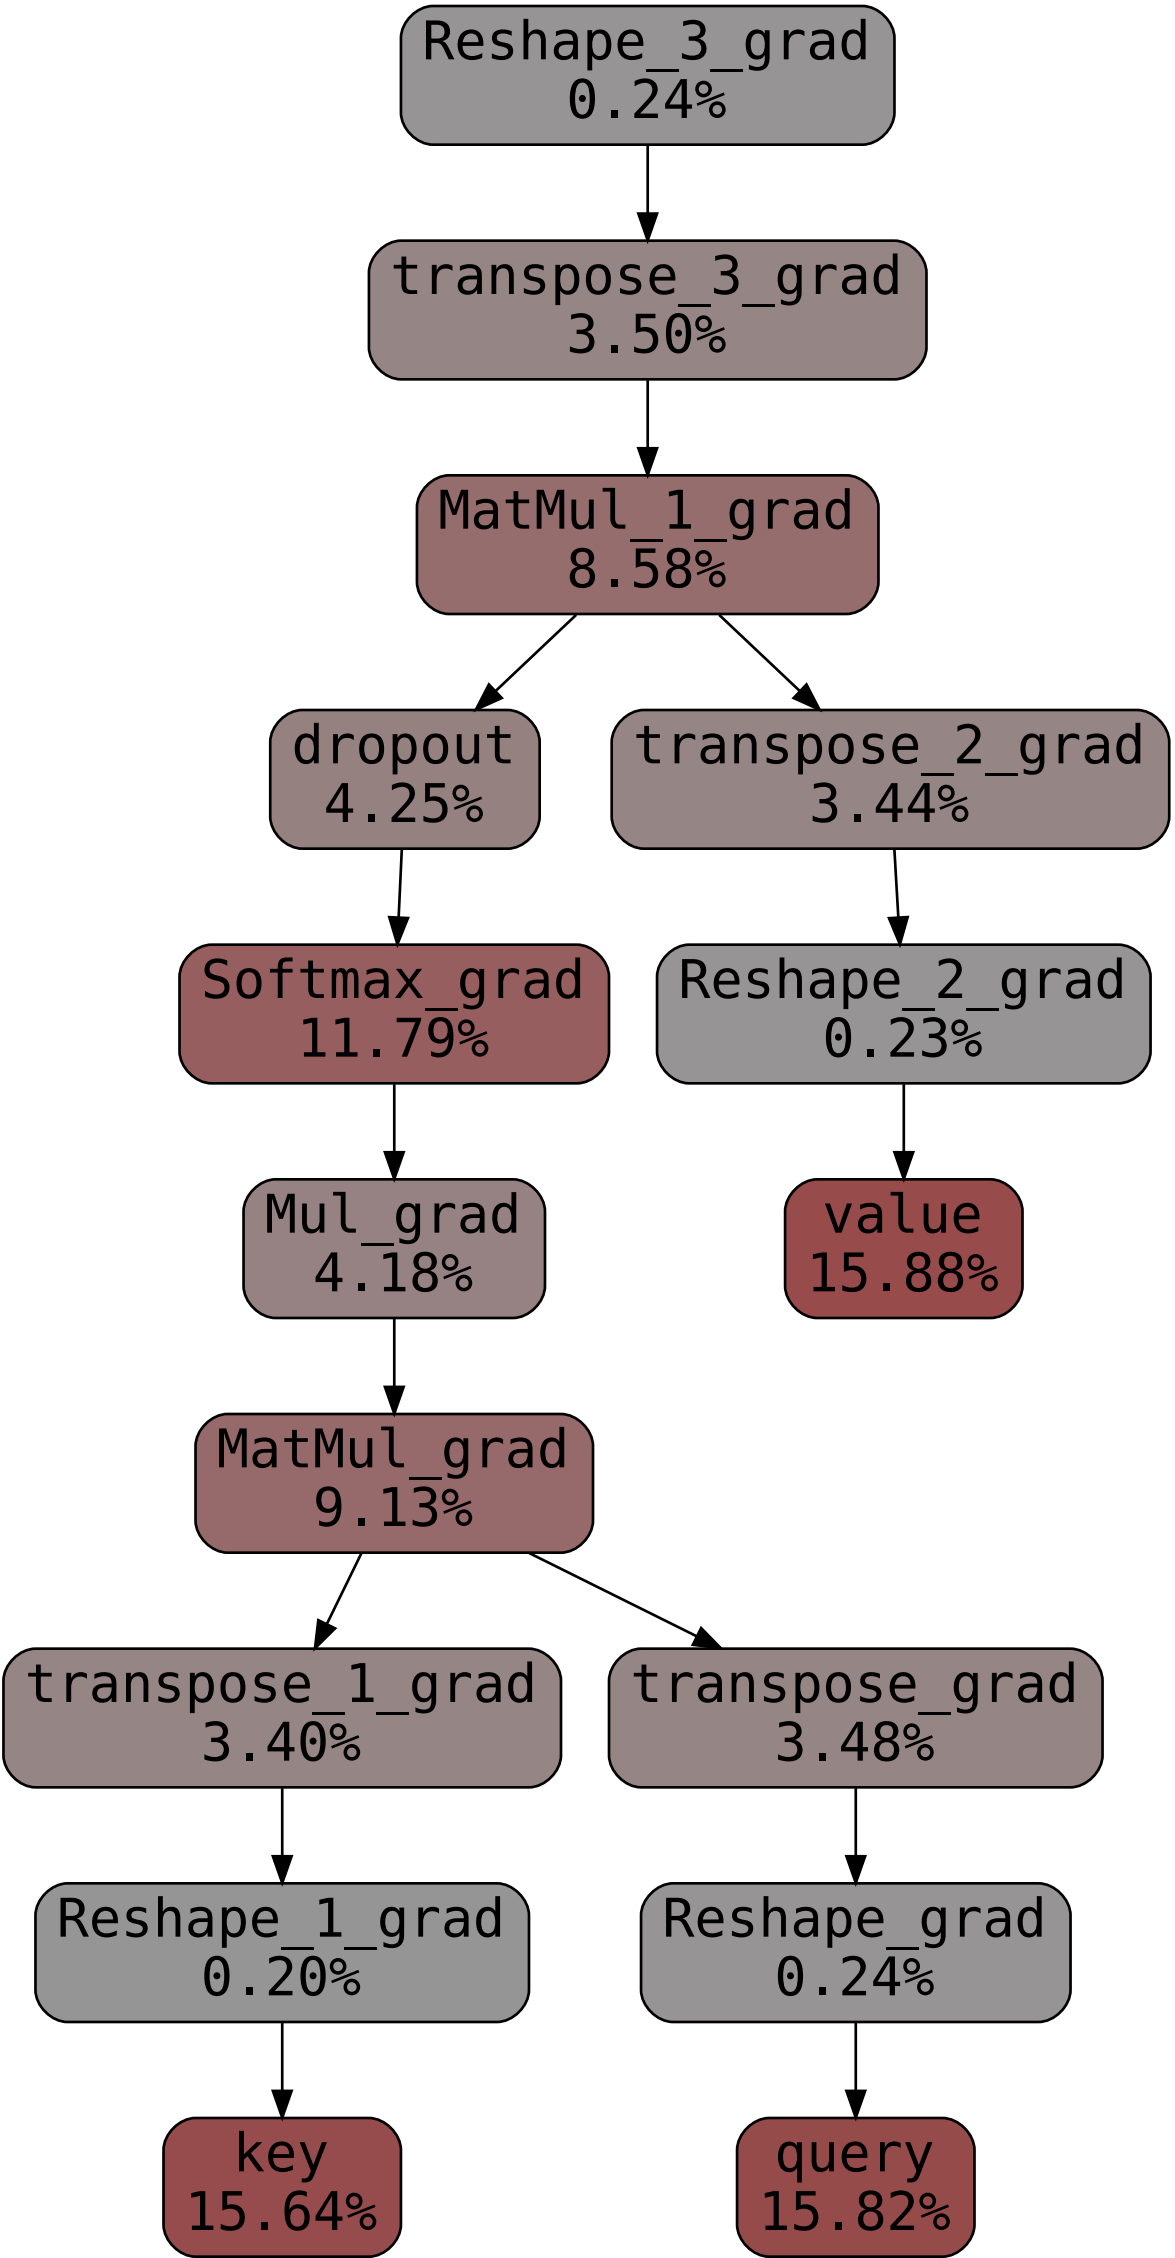 Reshape_3_grad
0.24%
transpose_3_grad
3.50%
MatMul_1_grad
8.58%
dropout
4.25%
transpose_2_grad
3.44%
Softmax_grad
11.79%
Reshape_2_grad
0.23%
Mul_grad
4.18%
value
15.88%
MatMul_grad
9.13%
transpose_1_grad
3.40%
transpose_grad
3.48%
Reshape_1_grad
0.20%
Reshape_grad
0.24%
key
15.64%
query
15.82%